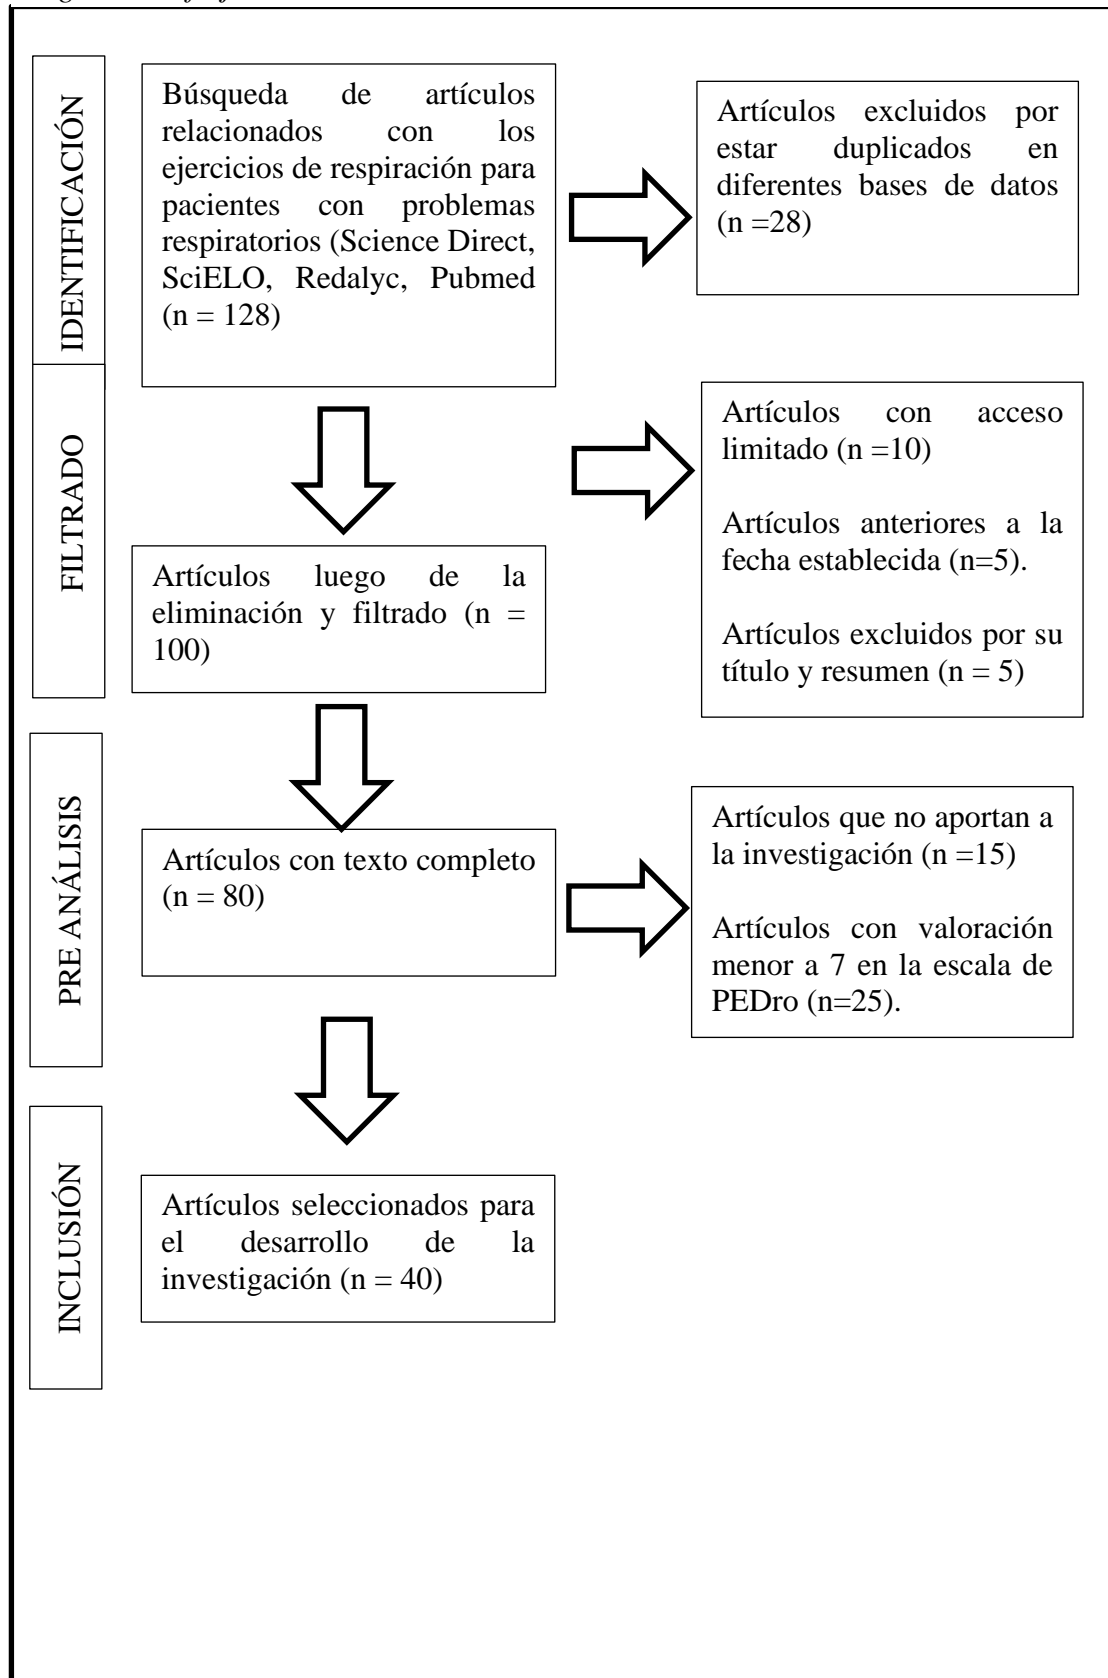 IDENTIFICACIÓN
Búsqueda de artículos
relacionados con los
ejercicios de respiración para
pacientes con problemas
respiratorios (Science Direct,
SciELO, Redalyc, Pubmed
(n = 128)
Artículos excluidos por
estar duplicados en
diferentes bases de datos
(n =28)
FILTRADO
Artículos con acceso
limitado (n =10)
Artículos anteriores a la
fecha establecida (n=5).
Artículos excluidos por su
título y resumen (n = 5)
Artículos luego de la
eliminación y filtrado (n =
100)
PRE ANÁLISIS
Artículos con texto completo
(n = 80)
Artículos que no aportan a
la investigación (n =15)
Artículos con valoración
menor a 7 en la escala de
PEDro (n=25).
INCLUSIÓN
Artículos seleccionados para
el desarrollo de la
investigación (n = 40)